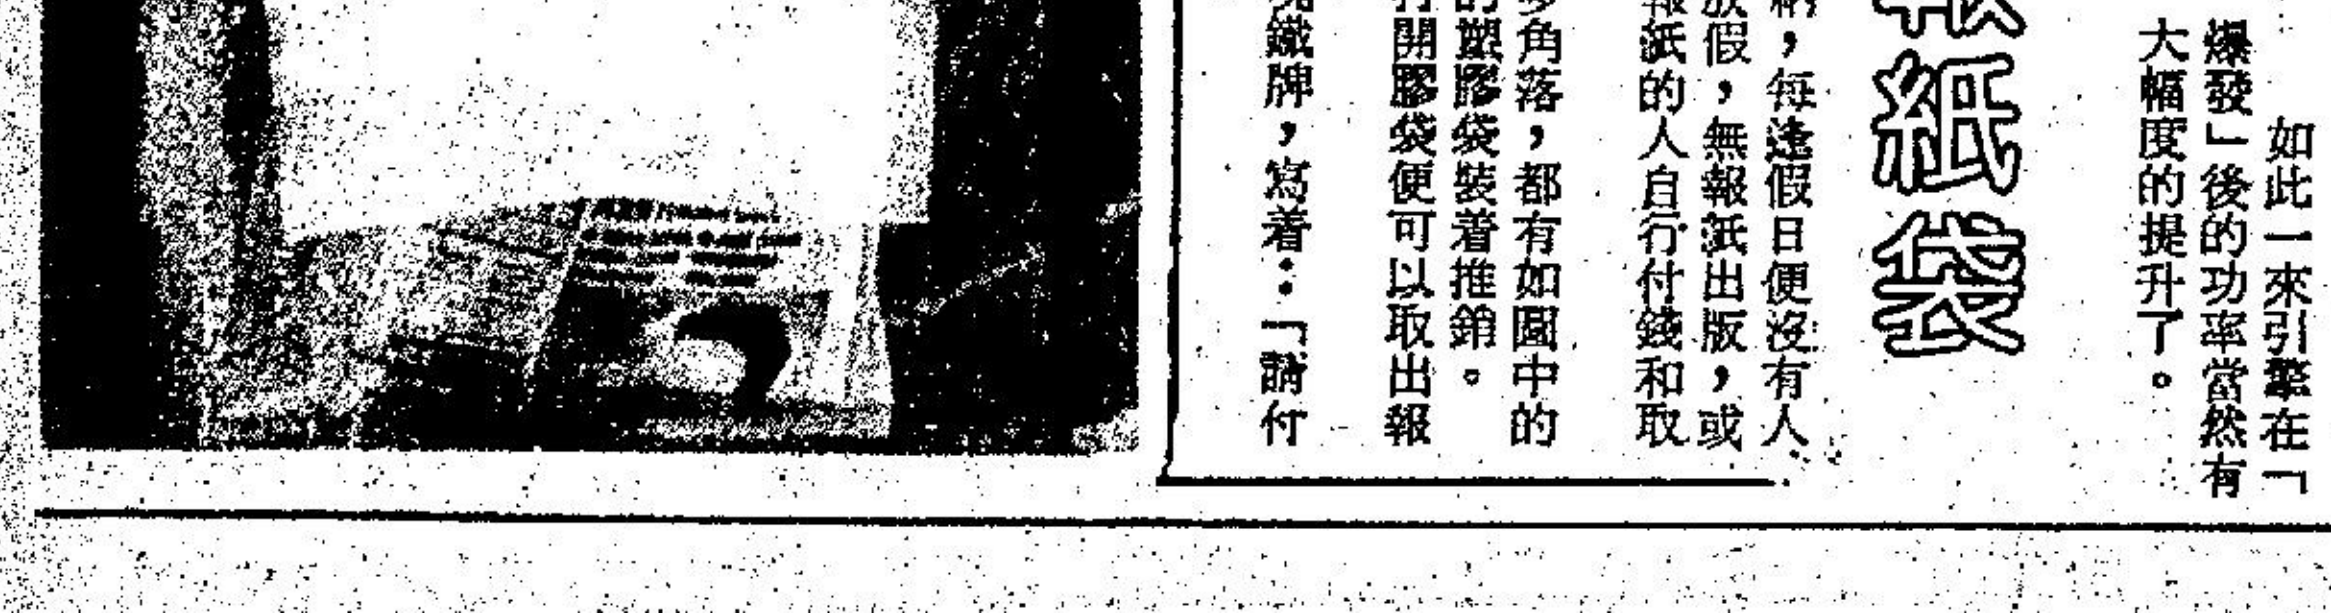 如此一來引擎在「
爆發」後的功率當然有
大幅度的提升了。
報紙袋
，每逢假日便沒有人
放假，無報紙出版，或
報紙的人自行付錢和取
多角落，都有如圖中的
的塑膠袋裝着推銷。
打開膠袋便可以取出報
鐵牌，寫着：「請付